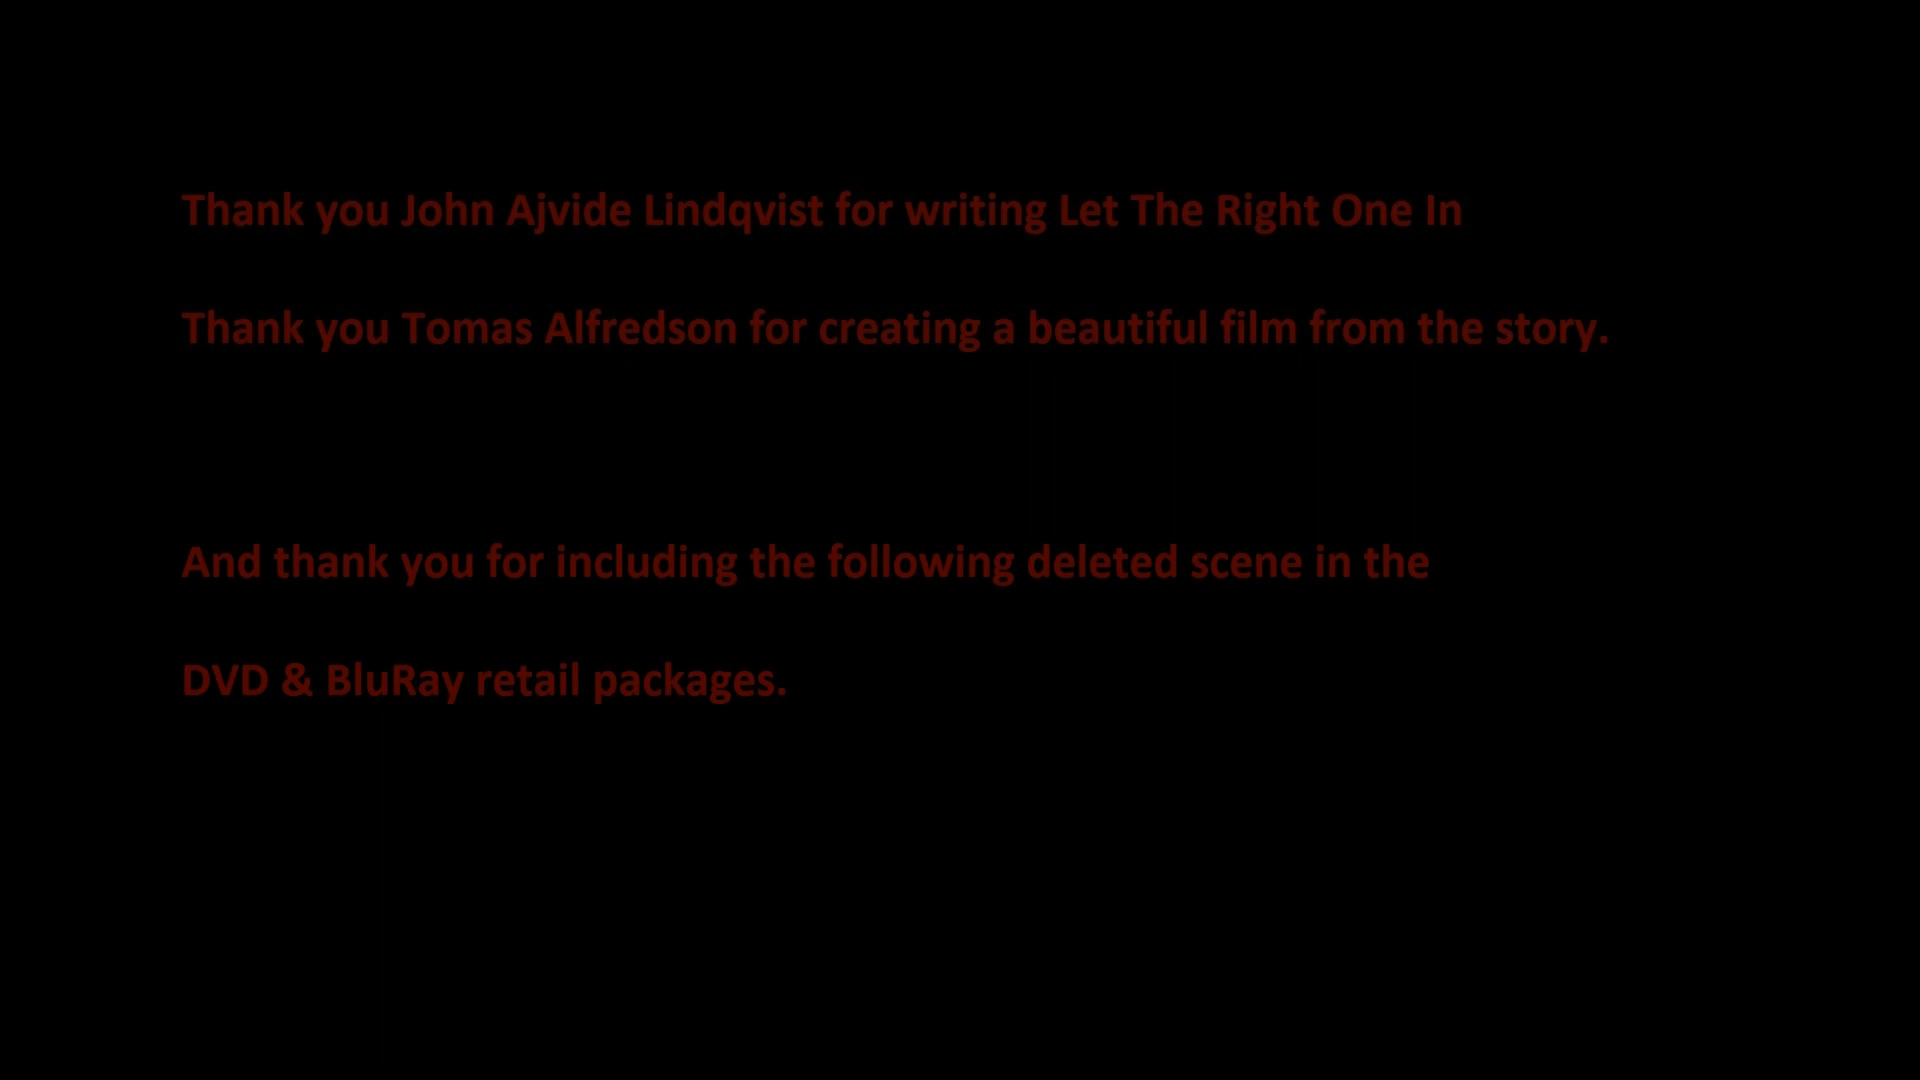 Thank you John Ajvide Lindqvist for writing Let The Right One In
Thank you Tomas Alfredson for creating a beautiful film from the story.
And thank you for including the following deleted scene in the
DVD & BluRay retail packages.